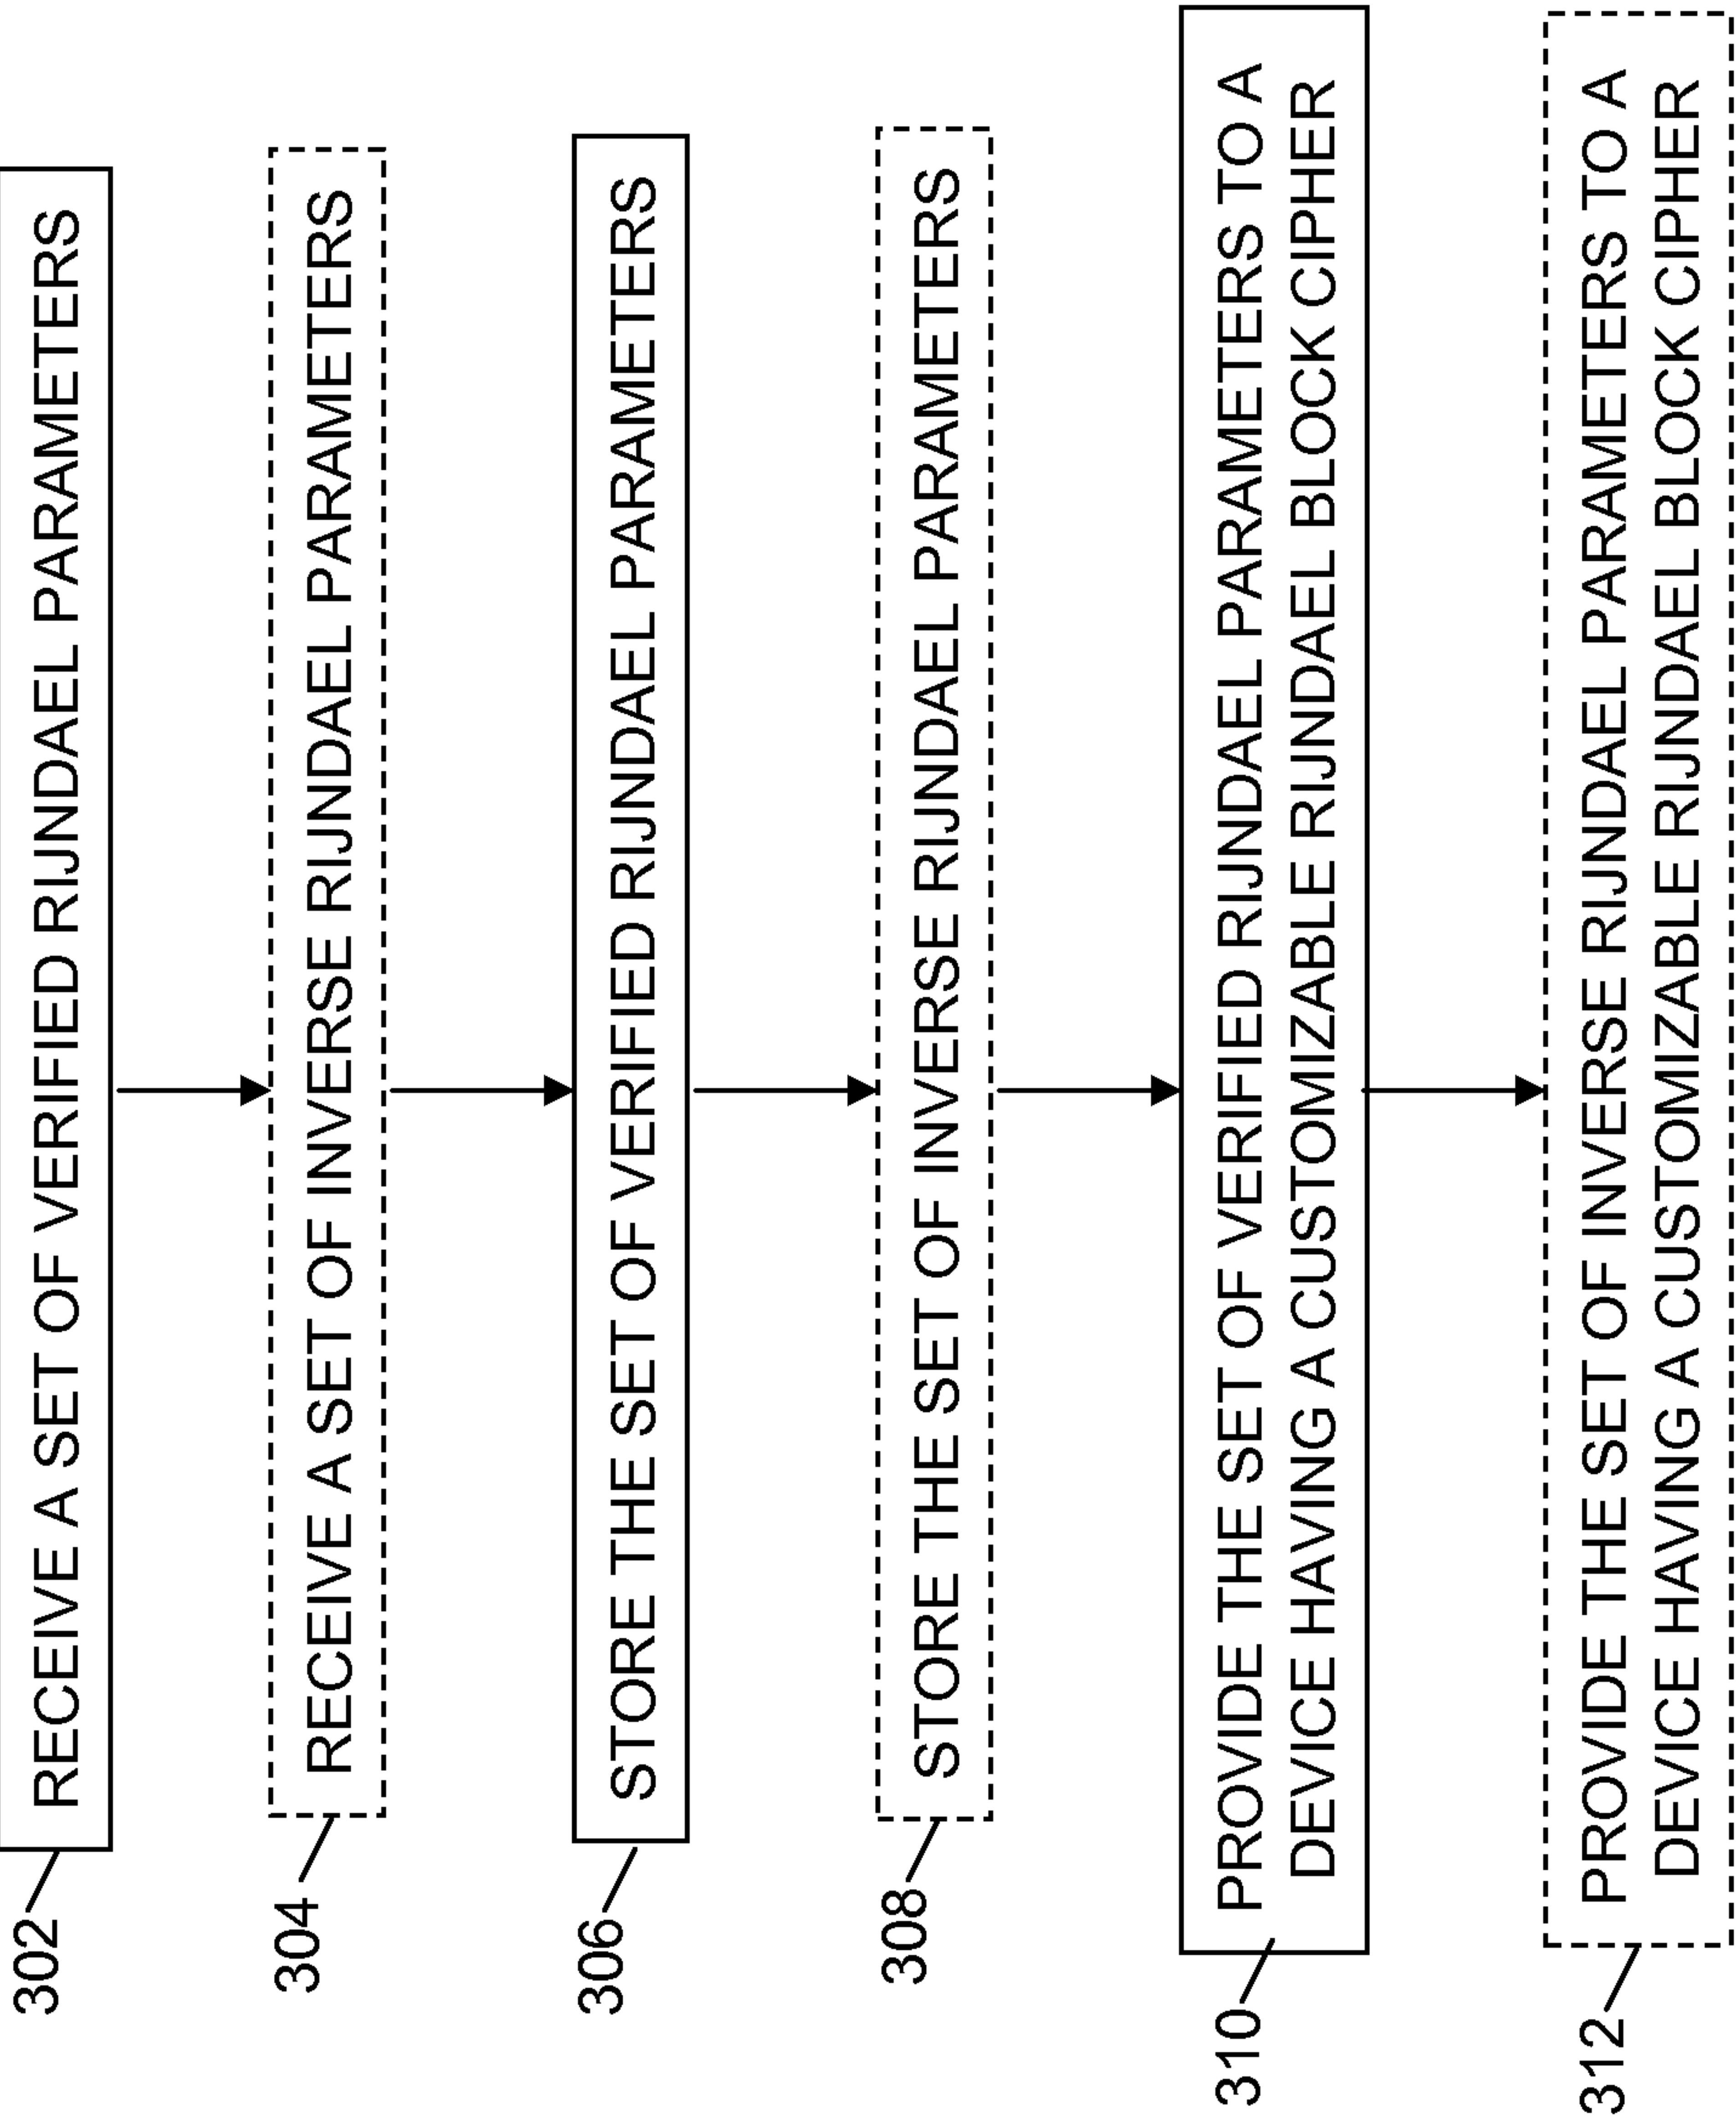 302
RECEIVE A SET OF VERIFIED RIJNDAEL PARAMETERS
304
RECEIVE A SET OF INVERSE RIJNDAEL PARAMETERS
306
STORE THE SET OF VERIFIED RIJNDAEL PARAMETERS
308
STORE THE SET OF INVERSE RIJNDAEL PARAMETERS
310
PROVIDE THE SET OF VERIFIED RIJNDAEL PARAMETERS TO A
DEVICE HAVING A CUSTOMIZABLE RIJNDAEL BLOCK CIPHER
312
PROVIDE THE SET OF INVERSE RIJNDAEL PARAMETERS TO A
DEVICE HAVING A CUSTOMIZABLE RIJNDAEL BLOCK CIPHER